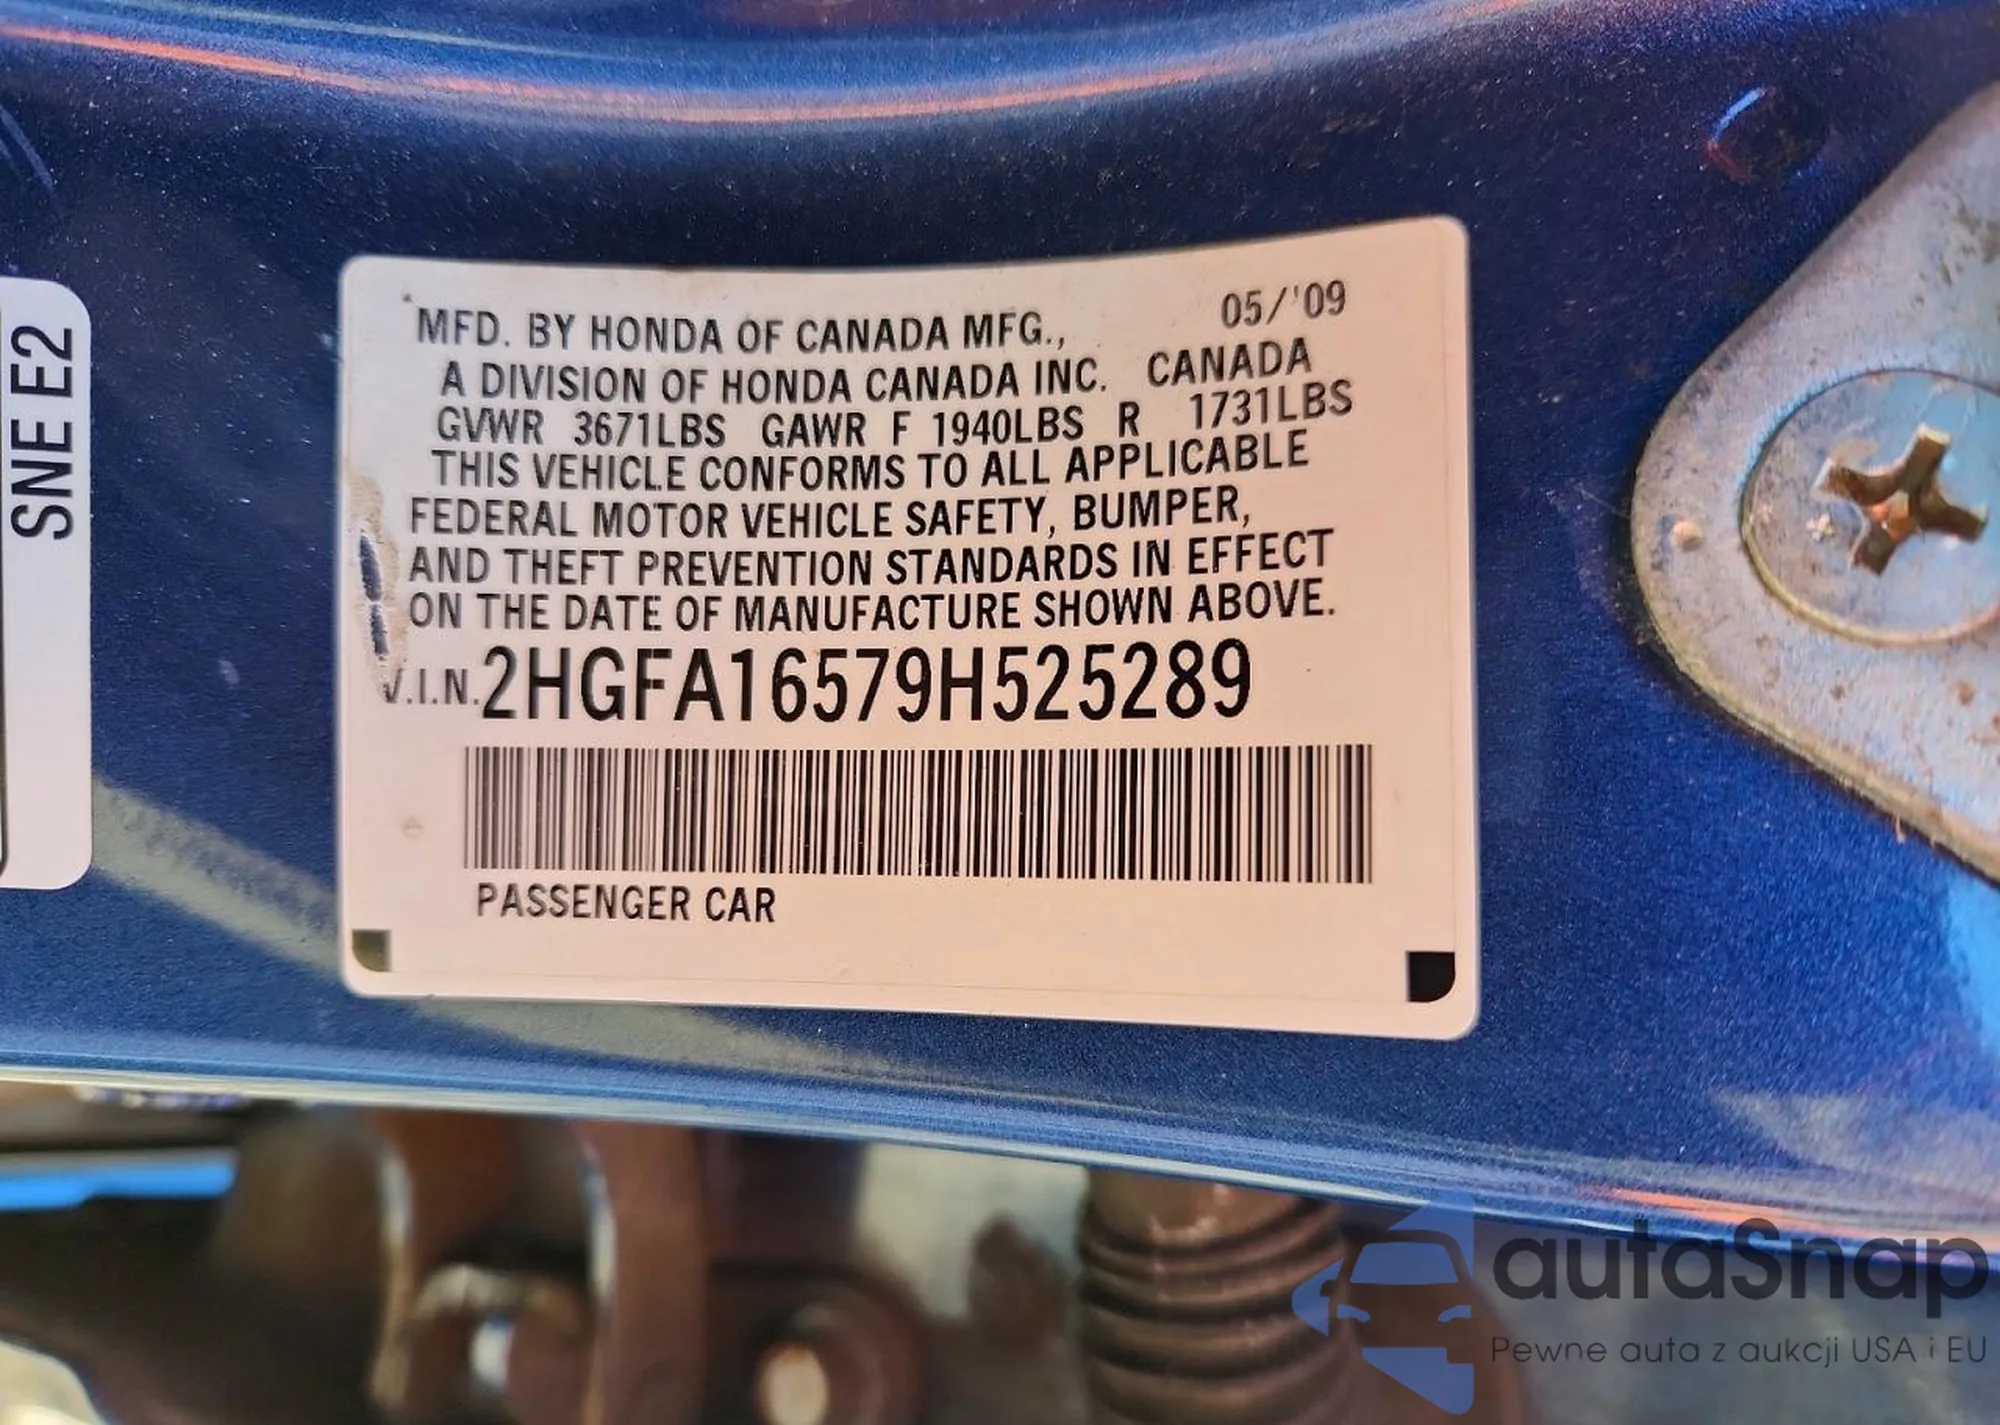 SNE E2
05/'09
MFD. BY HONDA OF CANADA MFG.,
A DIVISION OF HONDA CANADA INC. CANADA
GVWR 3671LBS GAWR F 1940LBS R 1731LBS
THIS VEHICLE CONFORMS TO ALL APPLICABLE
FEDERAL MOTOR VEHICLE SAFETY, BUMPER,
AND THEFT PREVENTION STANDARDS IN EFFECT
ON THE DATE OF MANUFACTURE SHOWN ABOVE.
V.I.N. 2HGFA16579H525289
PASSENGER CAR
autaSnap
Pewne auta z aukcji USA i EU